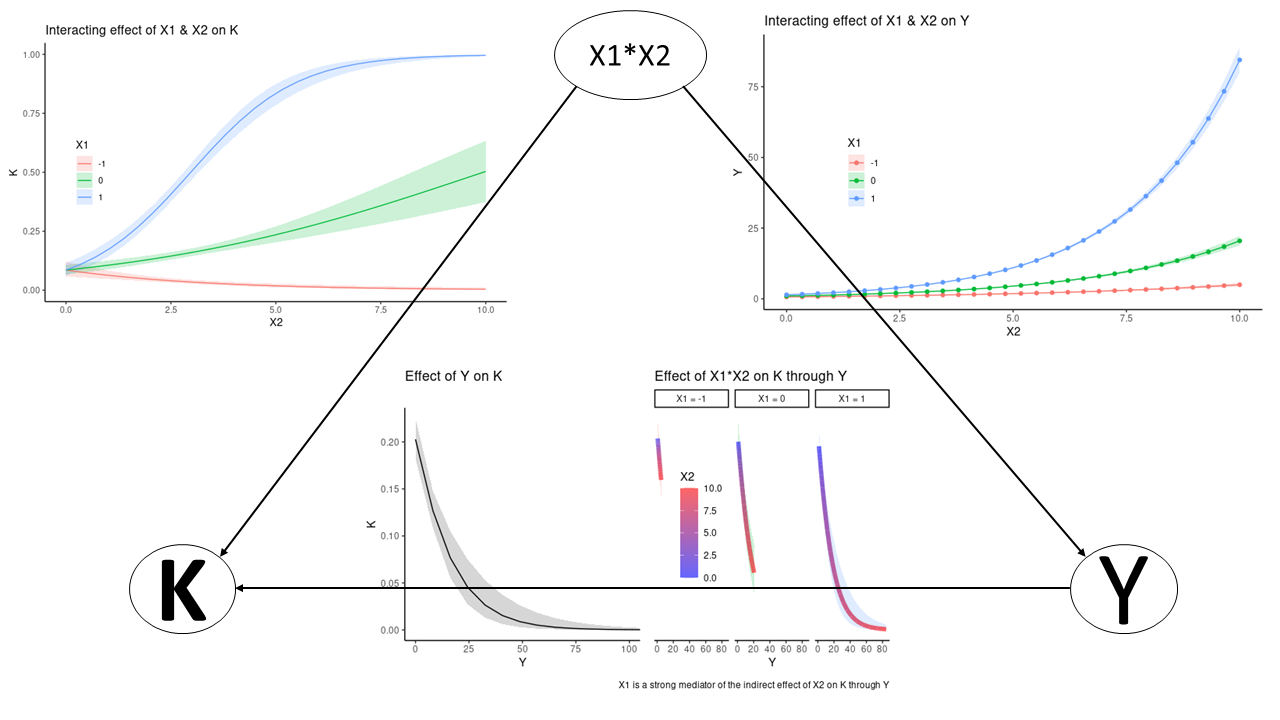 Interacting effect of X1 & X2 on K
1.00
0.75
0.50
0.25
0.00
K
X1
-1
0
1
0.0
2.5
5.0
7.5
10.0
X2
X1*X2
Interacting effect of X1 & X2 on Y
75
50
25
0
Y
X1
-1
0
1
0.0
2.5
5.0
7.5
10.0
X2
Effect of Y on K
0.20
0.15
0.10
0.05
0.00
K
0
25
50
75
100
Y
Effect of X1*X2 on K through Y
X1 = -1
X1 = 0
X1 = 1
X2
10.0
7.5
5.0
2.5
0.0
0 20 40 60 80
0 20 40 60 80
0 20 40 60 80
Y
X1 is a strong mediator of the indirect effect of X2 on K through Y
K
Y